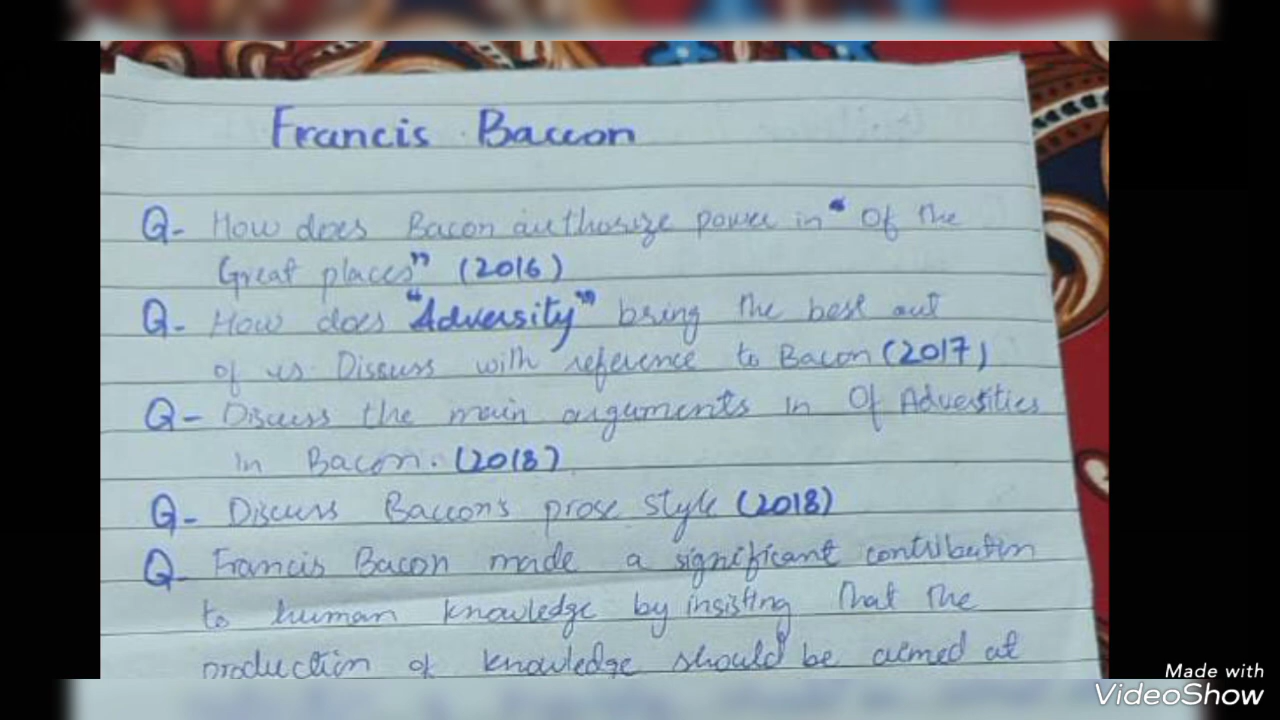 Francis Baccon
Q- How does Bacon authorize power in "Of the
Great places" (2016)
Q- How does "Adversity" bring the best out
of us Discuss with reference to Bacon (2017)
Q- Discuss the main arguments in Of Adversities
in Bacon. (2018)
Q- Discuss Baccon's prose style (2018)
Q- Francis Bacon made a significant contribution
to human knowledge by insisting that the
production of knowledge should be aimed at
Made with
VideoShow